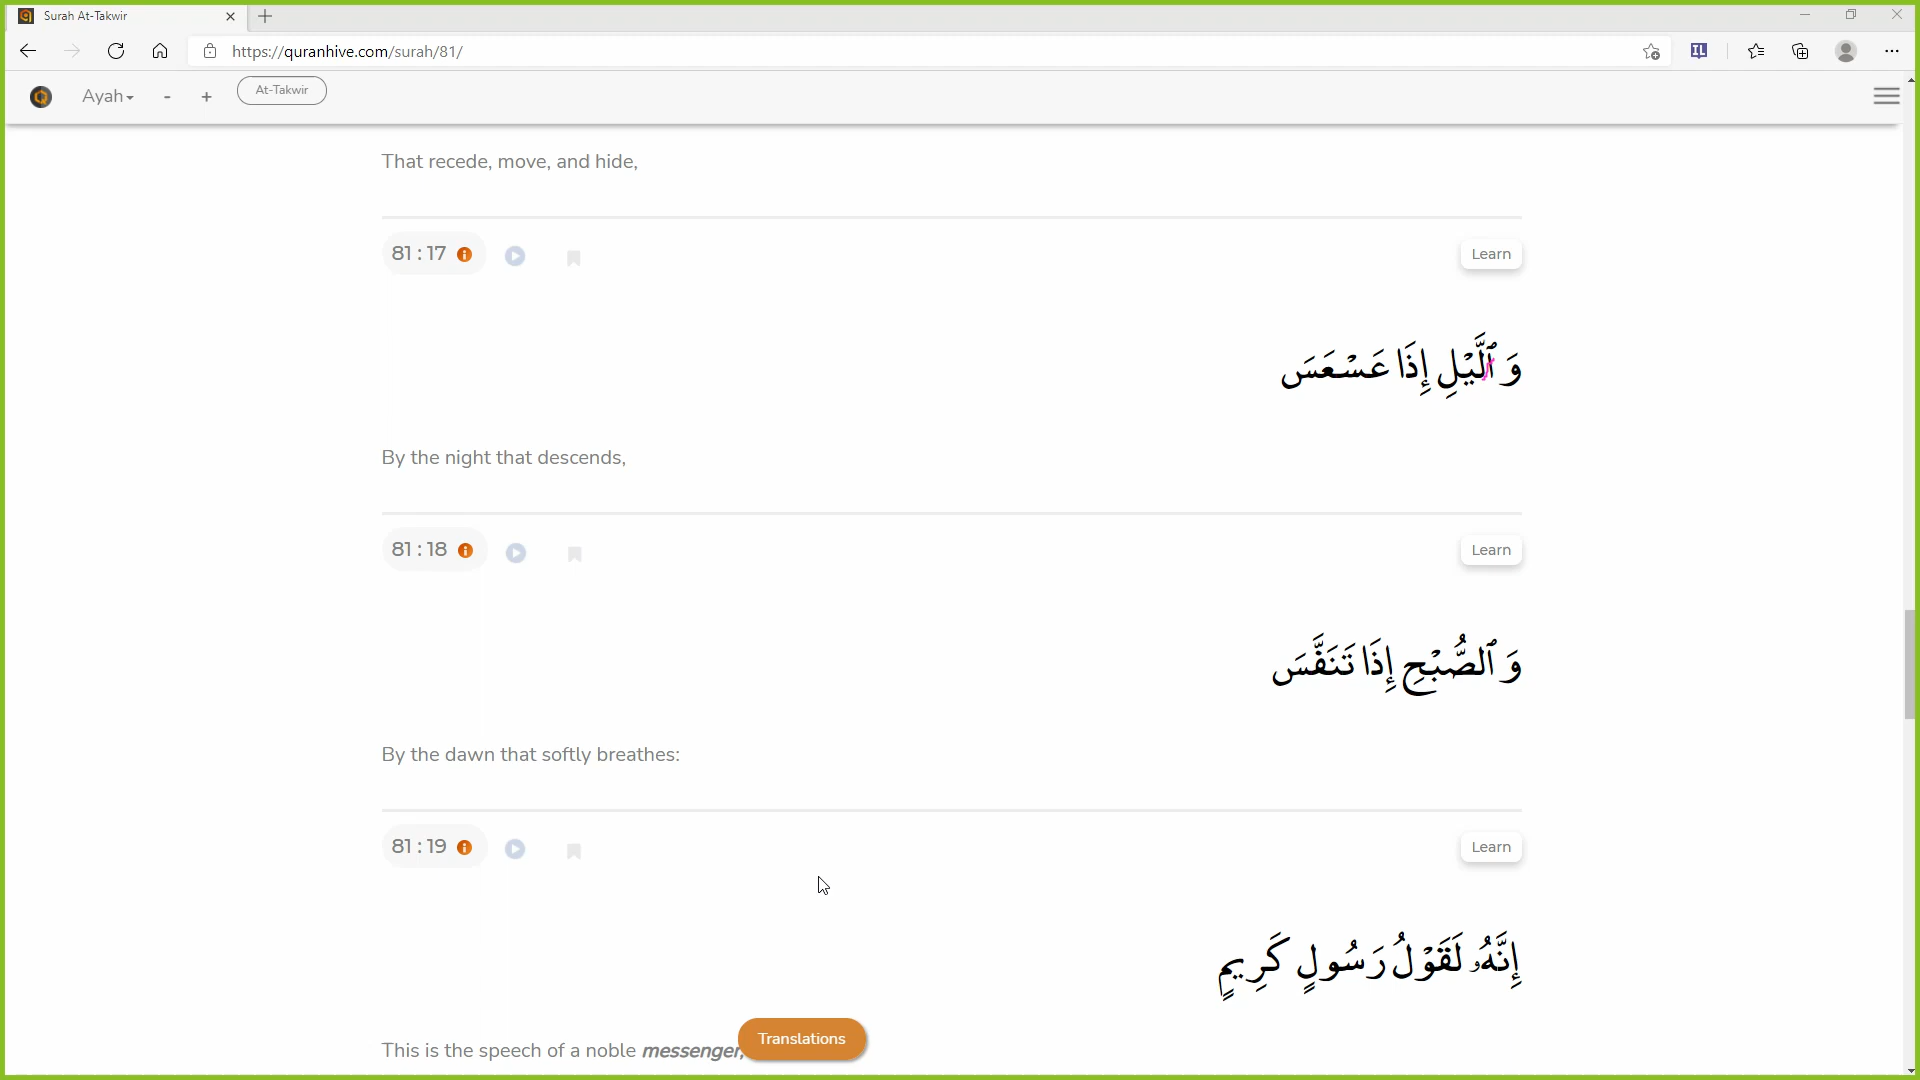 Surah At-Takwir
https://quranhive.com/surah/81/
IL
Ayah - + At-Takwir
That recede, move, and hide,
81 : 17 Learn
وَ ٱلَّيْلِ إِذَا عَسْعَسَ
By the night that descends,
81 : 18 Learn
وَ ٱلصُّبْحِ إِذَا تَنَفَّسَ
By the dawn that softly breathes:
81 : 19 Learn
إِنَّهُۥ لَقَوْلُ رَسُولٍ كَرِيمٍ
Translations
This is the speech of a noble messenger,